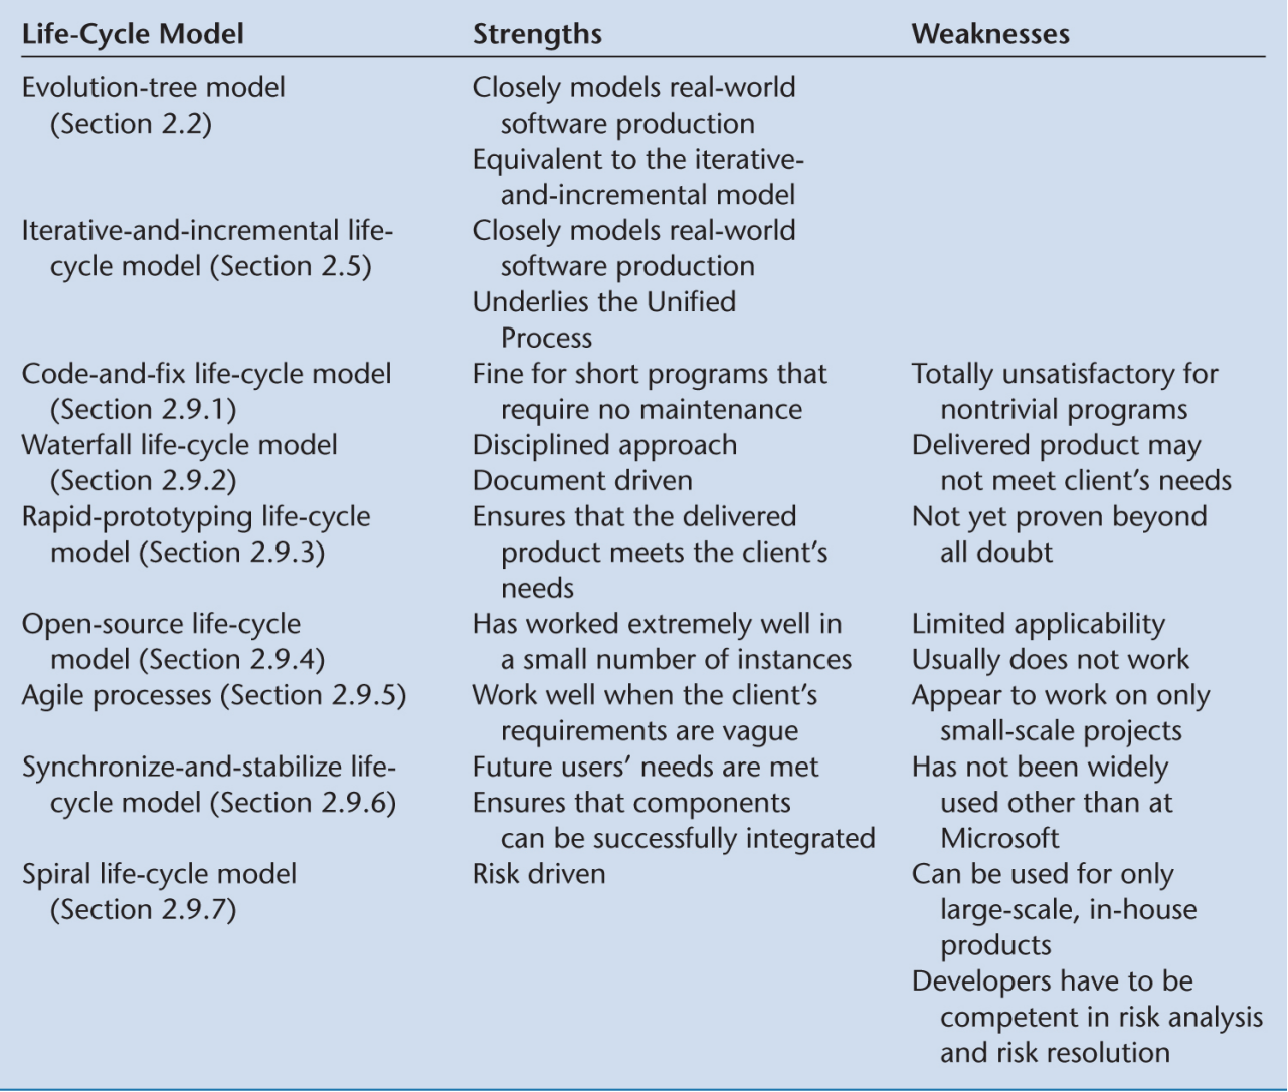 Life-Cycle Model Strengths Weaknesses
Evolution-tree model Closely models real-world
(Section 2.2) software production
Equivalent to the iterative-
and-incremental model
Iterative-and-incremental life- Closely models real-world
cycle model (Section 2.5) software production
Underlies the Unified
Process
Code-and-fix life-cycle model Fine for short programs that Totally unsatisfactory for
(Section 2.9.1) require no maintenance nontrivial programs
Waterfall life-cycle model Disciplined approach Delivered product may
(Section 2.9.2) Document driven not meet client’s needs
Rapid-prototyping life-cycle Ensures that the delivered Not yet proven beyond
model (Section 2.9.3) product meets the client’s all doubt
needs
Open-source life-cycle Has worked extremely well in Limited applicability
model (Section 2.9.4) a small number of instances Usually does not work
Agile processes (Section 2.9.5) Work well when the client’s Appear to work on only
requirements are vague small-scale projects
Synchronize-and-stabilize life- Future users’ needs are met Has not been widely
cycle model (Section 2.9.6) Ensures that components used other than at
can be successfully integrated Microsoft
Spiral life-cycle model Risk driven Can be used for only
(Section 2.9.7) large-scale, in-house
products
Developers have to be
competent in risk analysis
and risk resolution